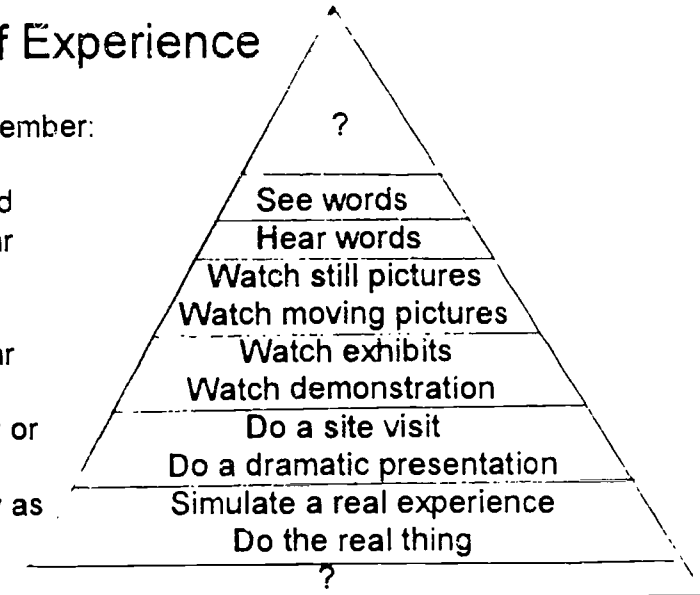 f Experience
ember:
?
d
See words
r
Hear words
Watch still pictures
Watch moving pictures
r
Watch exhibits
Watch demonstration
or
Do a site visit
Do a dramatic presentation
as
Simulate a real experience
Do the real thing
?